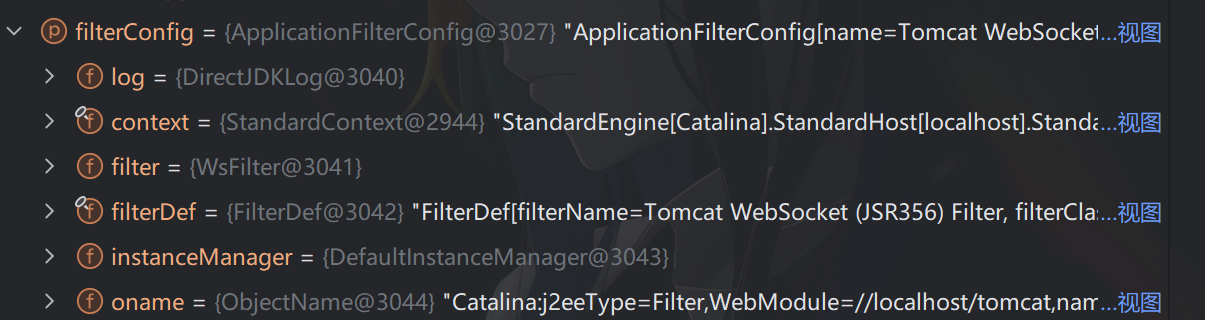 p filterConfig = {ApplicationFilterConfig@3027} "ApplicationFilterConfig[name=Tomcat WebSocket...视图
f log = {DirectJDKLog@3040}
f context = {StandardContext@2944} "StandardEngine[Catalina].StandardHost[localhost].Standa...视图
f filter = {WsFilter@3041}
f filterDef = {FilterDef@3042} "FilterDef[filterName=Tomcat WebSocket (JSR356) Filter, filterCla...视图
f instanceManager = {DefaultInstanceManager@3043}
f oname = {ObjectName@3044} "Catalina:j2eeType=Filter,WebModule=//localhost/tomcat,nam...视图